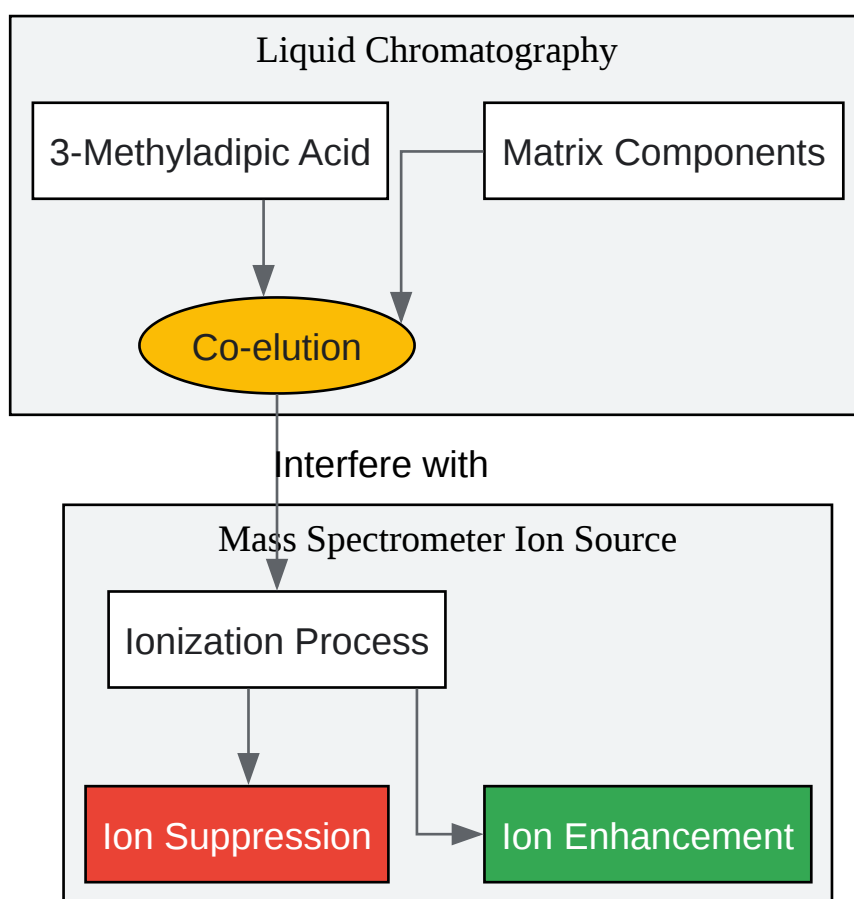 Liquid Chromatography
3-Methyladipic Acid
Matrix Components
Co-elution
Interfere with
Mass Spectrometer Ion Source
Ionization Process
Ion Suppression
Ion Enhancement